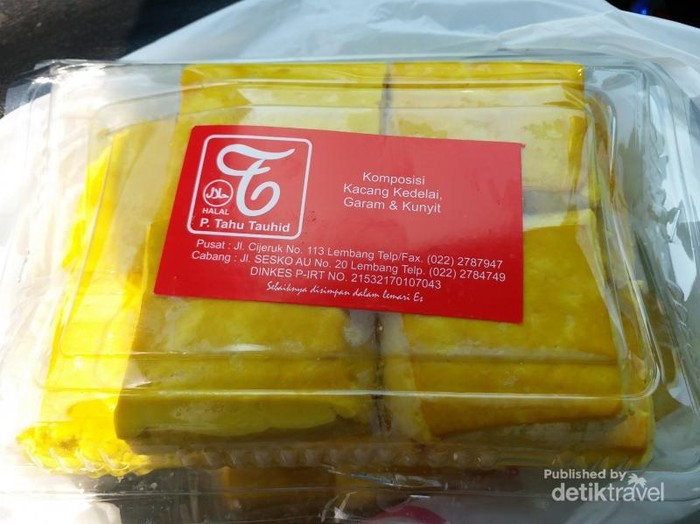 T
HALAL
P. Tahu Tauhid
Komposisi
Kacang Kedelai,
Garam & Kunyit
Pusat : Jl. Cijeruk No. 113 Lembang Telp/Fax. (022) 2787947
Cabang : Jl. SESKO AU No. 20 Lembang Telp. (022) 2784749
DINKES P-IRT NO. 21532170107043
Sebaiknya disimpan dalam lemari Es
Published by
detiktravel